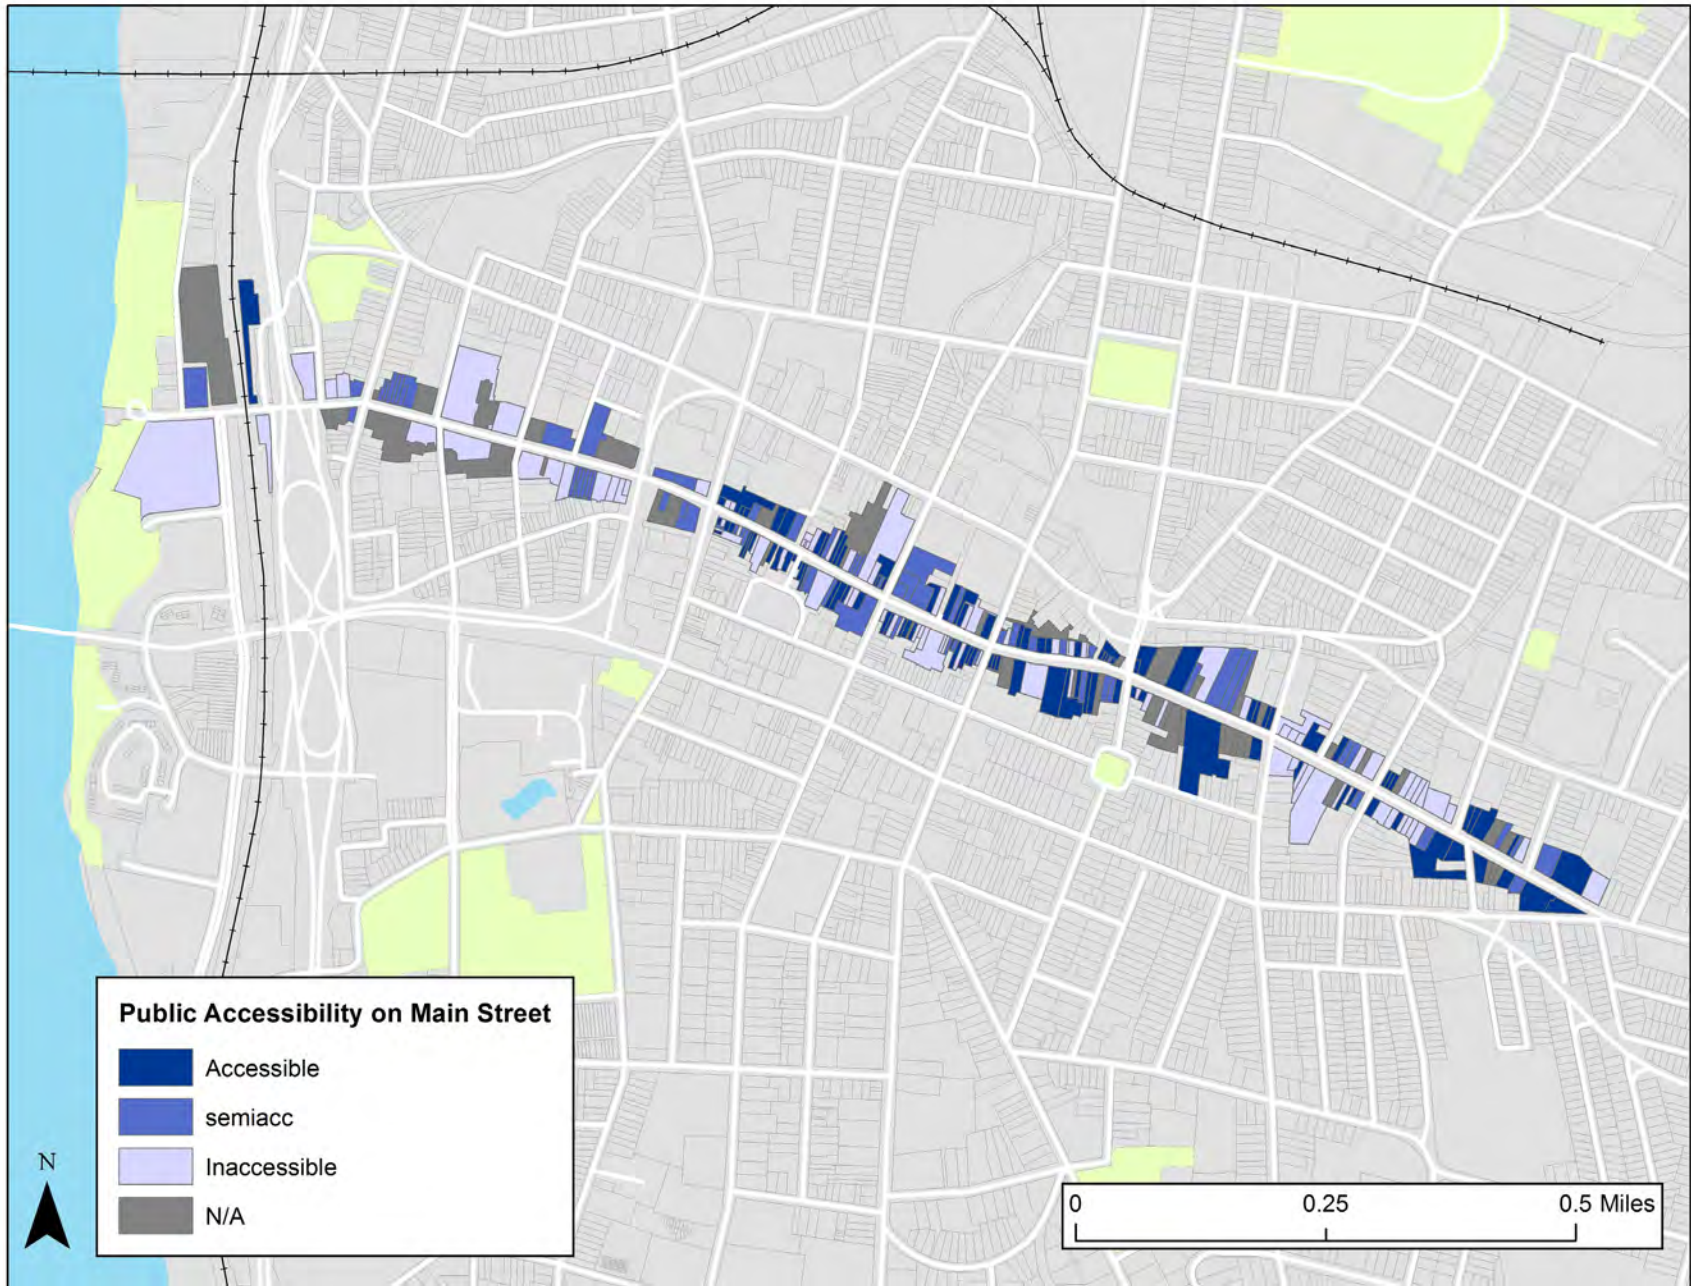 Public Accessibility on Main Street
Accessible
semiacc
Inaccessible
N/A
N
0 0.25 0.5 Miles